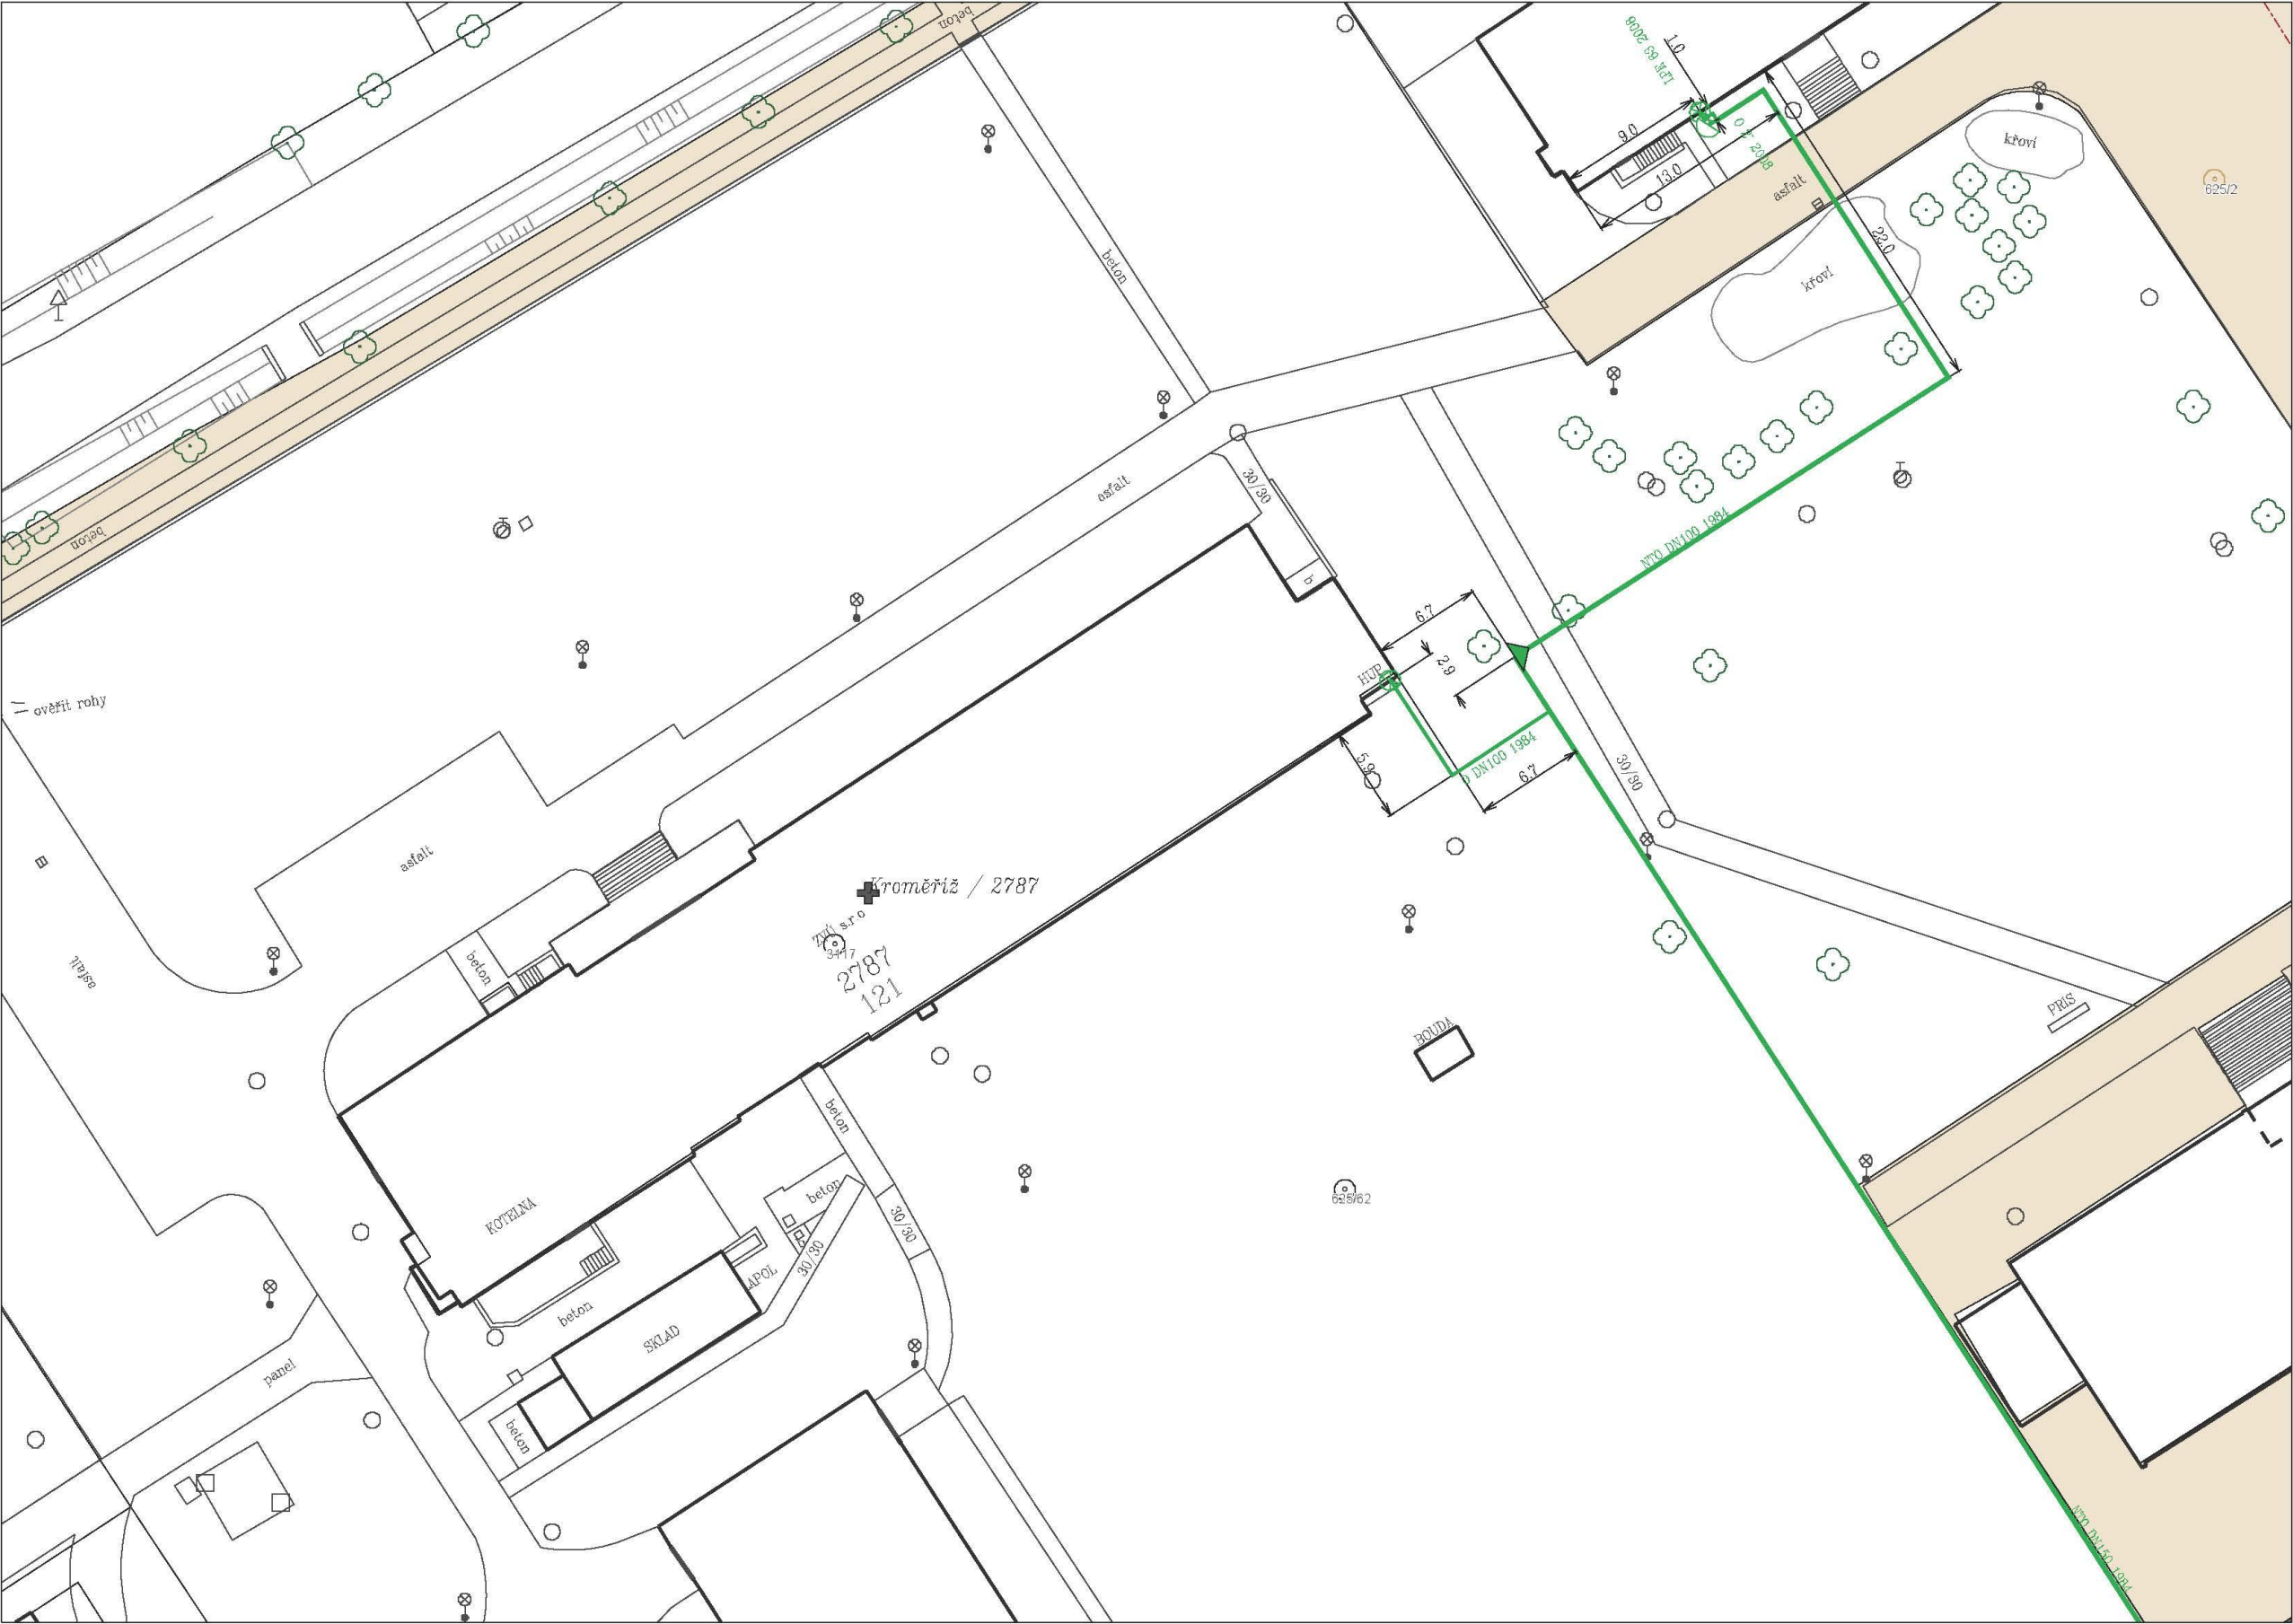 beton
1.0
LPE 63 2008
9.0
13.0
O Z 2008
asfalt
křoví
625/2
22.0
křoví
beton
30/30
asfalt
beton
NTO DN100 1984
6.7
2.9
HUP
ověřit rohy
DN100 1984
5.9
6.7
30/30
asfalt
Kroměříž / 2787
ZVÚ s.r.o
3477
2787
121
asfalt
beton
PRIS
BOUDA
beton
625/62
beton
KOTELNA
30/30
30/30
beton
SKLAD
panel
beton
NTO DN150 1984